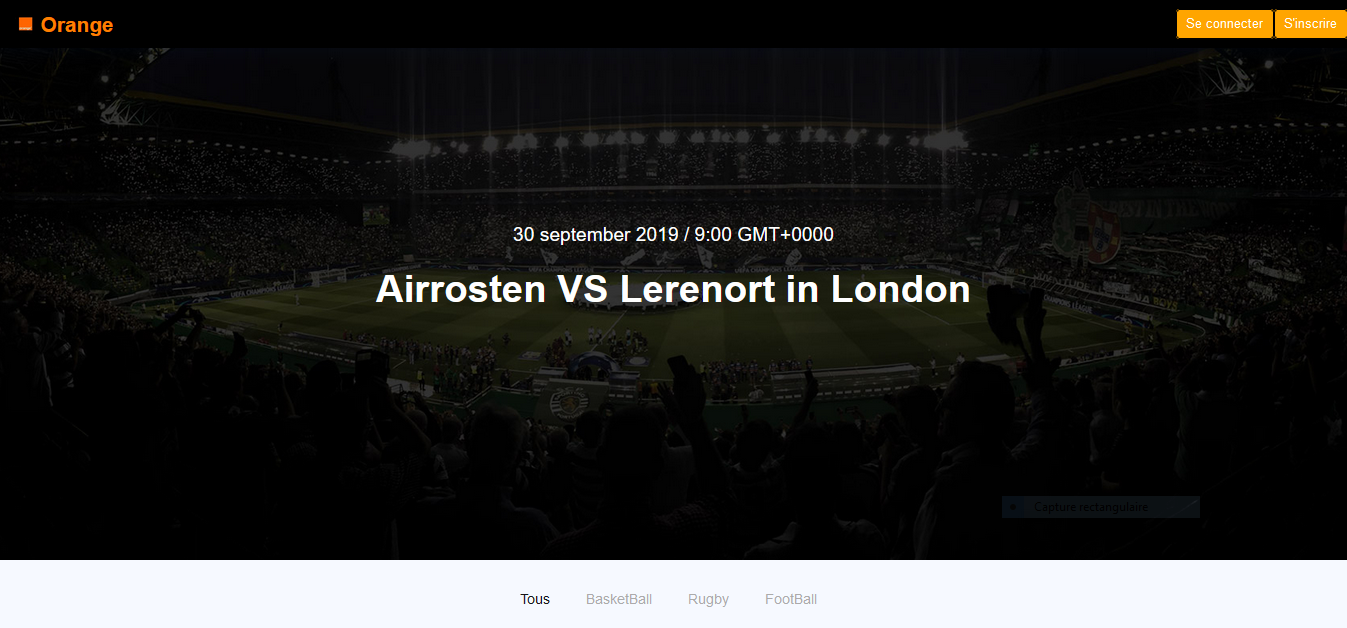 Orange
Se connecter
S'inscrire
30 september 2019 / 9:00 GMT+0000
Airrosten VS Lerenort in London
Capture rectangulaire
Tous
BasketBall
Rugby
FootBall